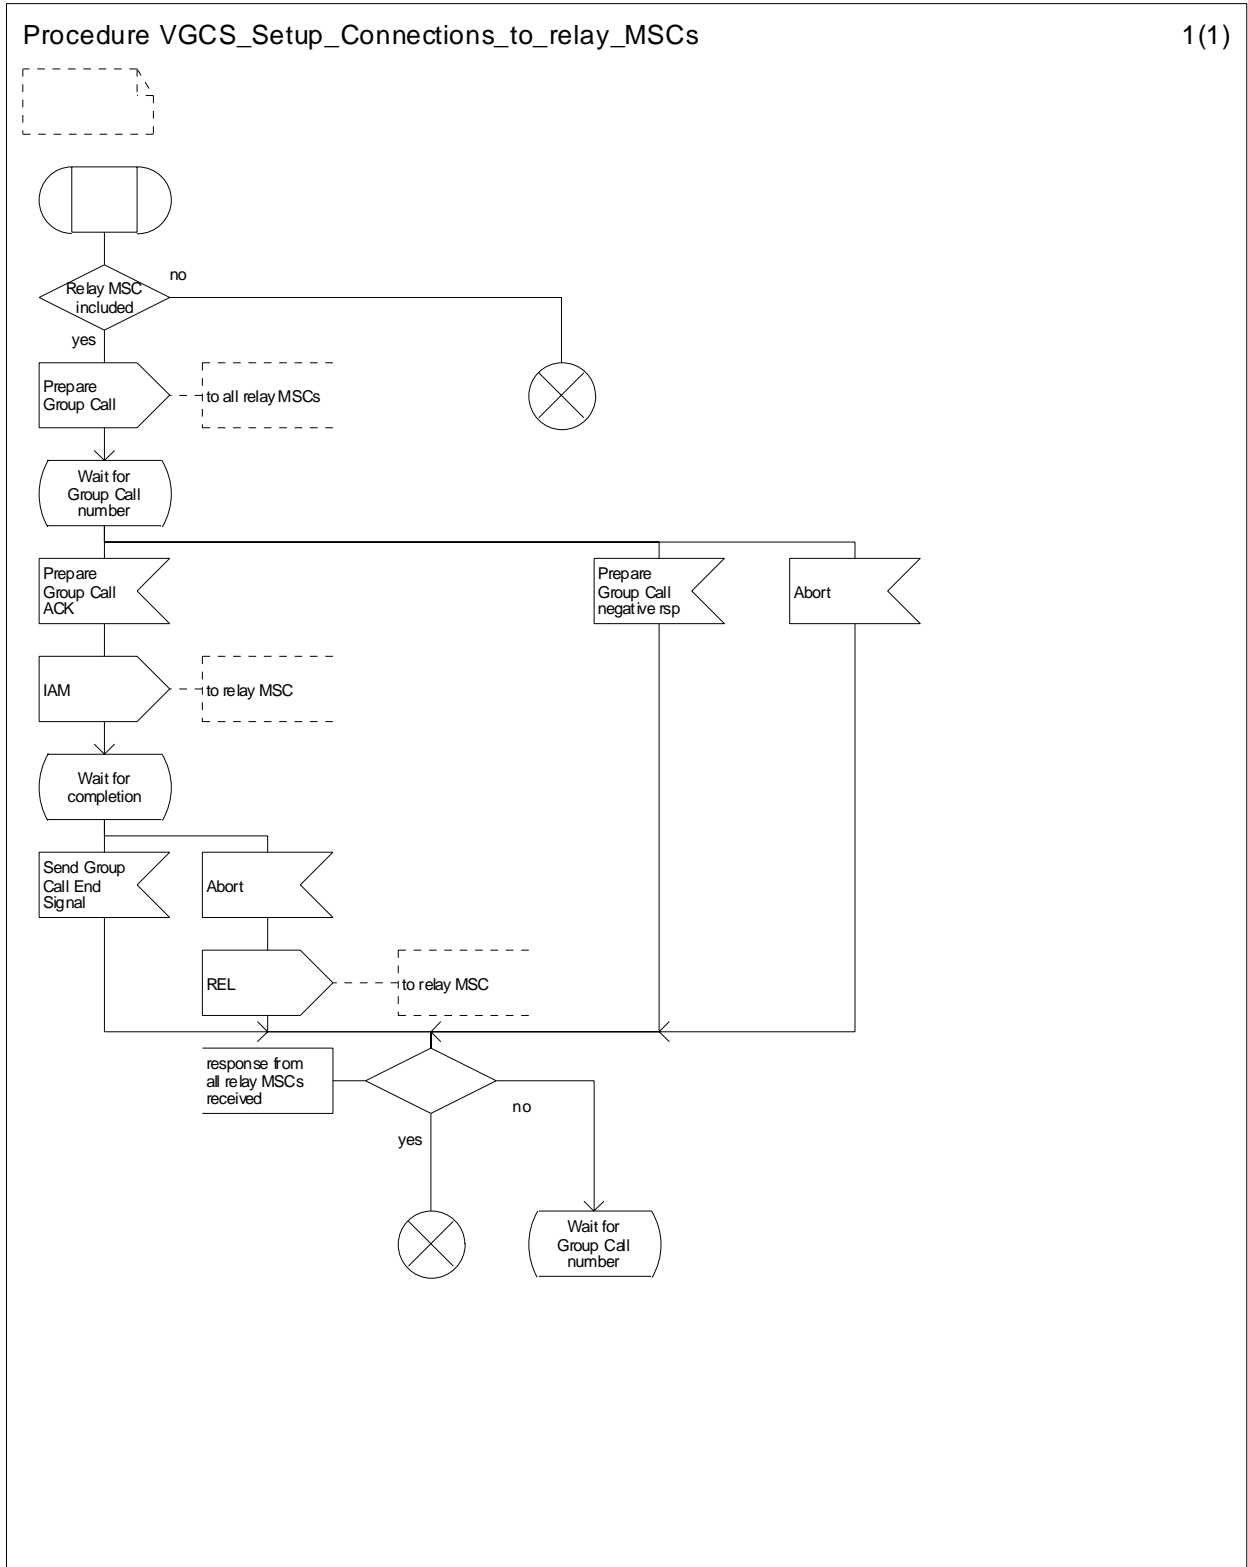 Procedure VGCS_Setup_Connections_to_relay_MSCs
1(1)
Relay MSC
included
no
yes
Prepare
Group Call
to all relay MSCs
Wait for
Group Call
number
Prepare
Group Call
ACK
Prepare
Group Call
negative rsp
Abort
IAM
to relay MSC
Wait for
completion
Send Group
Call End
Signal
Abort
REL
to relay MSC
response from
all relay MSCs
received
no
yes
Wait for
Group Call
number